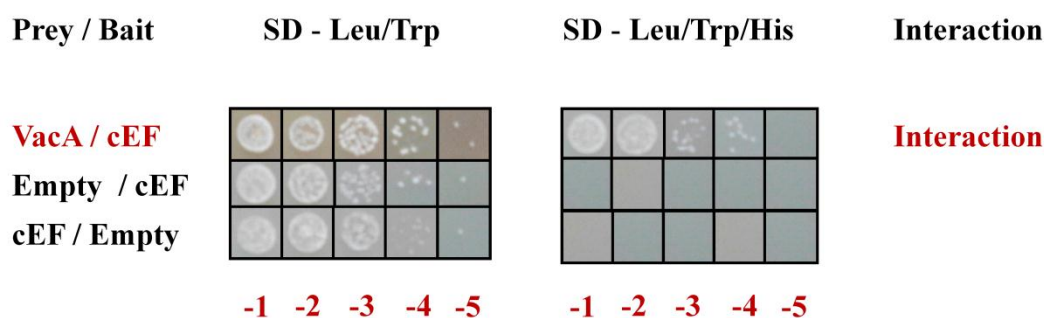 Prey / Bait SD - Leu/Trp SD - Leu/Trp/His Interaction
VacA / cEF Interaction
Empty / cEF
cEF / Empty
-1 -2 -3 -4 -5 -1 -2 -3 -4 -5